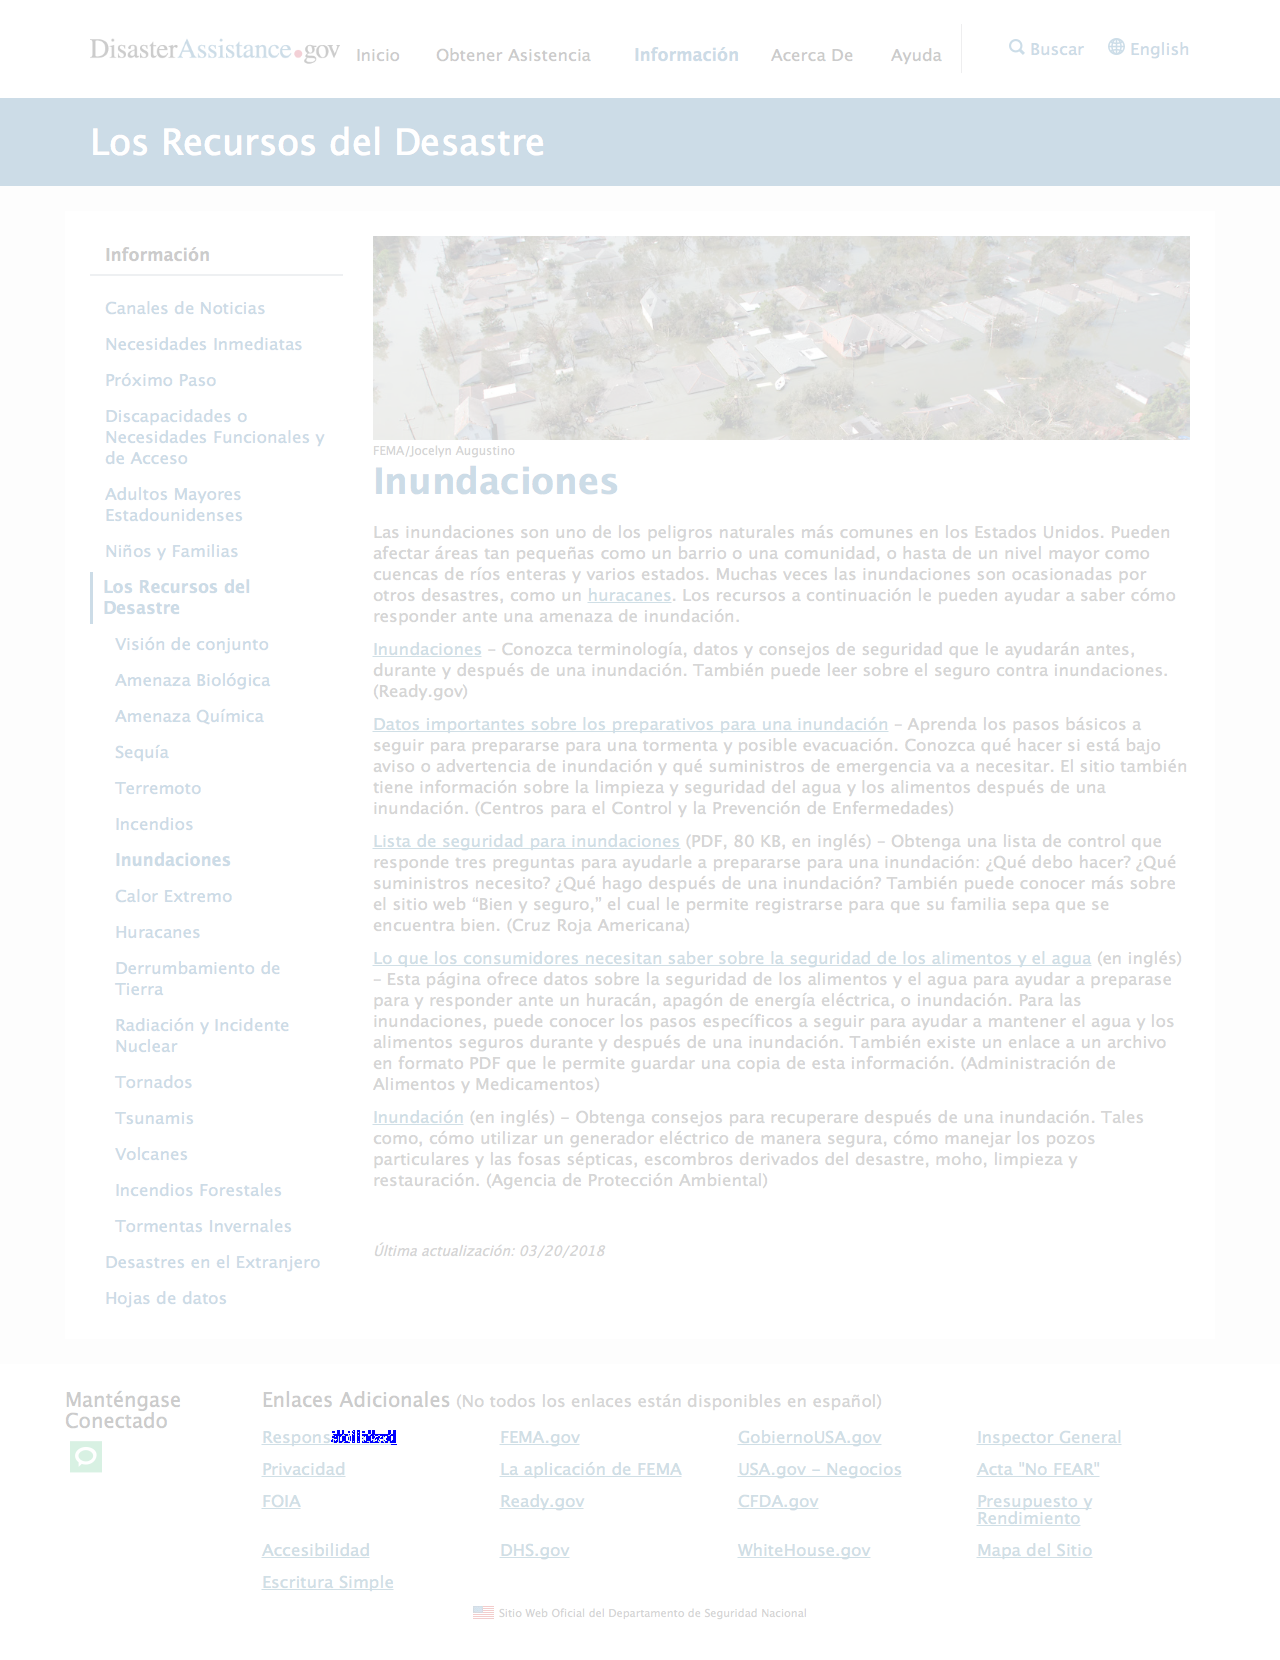 DisasterAssistance.gov
Inicio
Obtener Asistencia
Información
Acerca De
Ayuda
Buscar
English
Los Recursos del Desastre
Información
Canales de Noticias
Necesidades Inmediatas
Próximo Paso
Discapacidades o
Necesidades Funcionales y
de Acceso
Adultos Mayores
Estadounidenses
Niños y Familias
Los Recursos del
Desastre
Visión de conjunto
Amenaza Biológica
Amenaza Química
Sequía
Terremoto
Incendios
Inundaciones
Calor Extremo
Huracanes
Derrumbamiento de
Tierra
Radiación y Incidente
Nuclear
Tornados
Tsunamis
Volcanes
Incendios Forestales
Tormentas Invernales
Desastres en el Extranjero
Hojas de datos
FEMA/Jocelyn Augustino
Inundaciones
Las inundaciones son uno de los peligros naturales más comunes en los Estados Unidos. Pueden
afectar áreas tan pequeñas como un barrio o una comunidad, o hasta de un nivel mayor como
cuencas de ríos enteras y varios estados. Muchas veces las inundaciones son ocasionadas por
otros desastres, como un huracanes. Los recursos a continuación le pueden ayudar a saber cómo
responder ante una amenaza de inundación.
Inundaciones – Conozca terminología, datos y consejos de seguridad que le ayudarán antes,
durante y después de una inundación. También puede leer sobre el seguro contra inundaciones.
(Ready.gov)
Datos importantes sobre los preparativos para una inundación – Aprenda los pasos básicos a
seguir para prepararse para una tormenta y posible evacuación. Conozca qué hacer si está bajo
aviso o advertencia de inundación y qué suministros de emergencia va a necesitar. El sitio también
tiene información sobre la limpieza y seguridad del agua y los alimentos después de una
inundación. (Centros para el Control y la Prevención de Enfermedades)
Lista de seguridad para inundaciones (PDF, 80 KB, en inglés) – Obtenga una lista de control que
responde tres preguntas para ayudarle a prepararse para una inundación: ¿Qué debo hacer? ¿Qué
suministros necesito? ¿Qué hago después de una inundación? También puede conocer más sobre
el sitio web “Bien y seguro,” el cual le permite registrarse para que su familia sepa que se
encuentra bien. (Cruz Roja Americana)
Lo que los consumidores necesitan saber sobre la seguridad de los alimentos y el agua (en inglés)
– Esta página ofrece datos sobre la seguridad de los alimentos y el agua para ayudar a preparase
para y responder ante un huracán, apagón de energía eléctrica, o inundación. Para las
inundaciones, puede conocer los pasos específicos a seguir para ayudar a mantener el agua y los
alimentos seguros durante y después de una inundación. También existe un enlace a un archivo
en formato PDF que le permite guardar una copia de esta información. (Administración de
Alimentos y Medicamentos)
Inundación (en inglés) – Obtenga consejos para recuperare después de una inundación. Tales
como, cómo utilizar un generador eléctrico de manera segura, cómo manejar los pozos
particulares y las fosas sépticas, escombros derivados del desastre, moho, limpieza y
restauración. (Agencia de Protección Ambiental)
Última actualización: 03/20/2018
Manténgase
Conectado
Enlaces Adicionales (No todos los enlaces están disponibles en español)
Responsabilidad
FEMA.gov
GobiernoUSA.gov
Inspector General
Privacidad
La aplicación de FEMA
USA.gov – Negocios
Acta "No FEAR"
FOIA
Ready.gov
CFDA.gov
Presupuesto y
Rendimiento
Accesibilidad
DHS.gov
WhiteHouse.gov
Mapa del Sitio
Escritura Simple
Sitio Web Oficial del Departamento de Seguridad Nacional